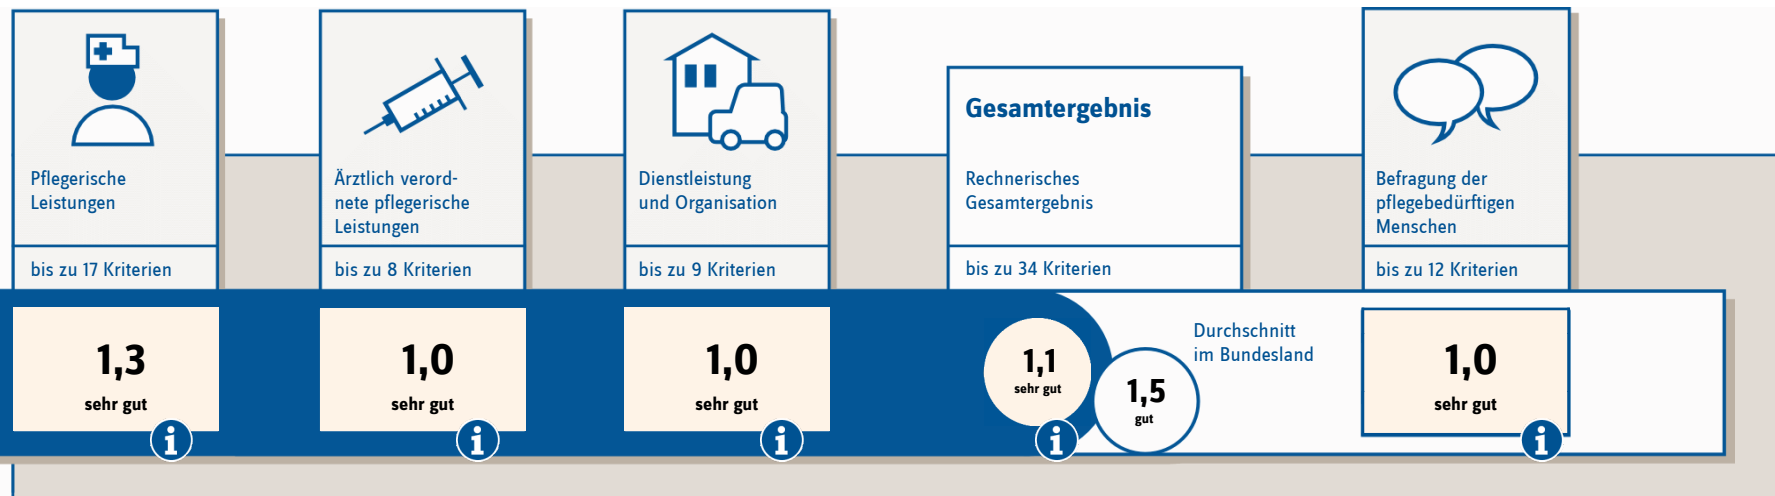 Pflegerische
Leistungen
bis zu 17 Kriterien
1,3
sehr gut
Ärztlich verord-
nete pflegerische
Leistungen
bis zu 8 Kriterien
1,0
sehr gut
Dienstleistung
und Organisation
bis zu 9 Kriterien
1,0
sehr gut
Gesamtergebnis
Rechnerisches
Gesamtergebnis
bis zu 34 Kriterien
1,1
sehr gut
1,5
gut
Durchschnitt
im Bundesland
Befragung der
pflegebedürftigen
Menschen
bis zu 12 Kriterien
1,0
sehr gut